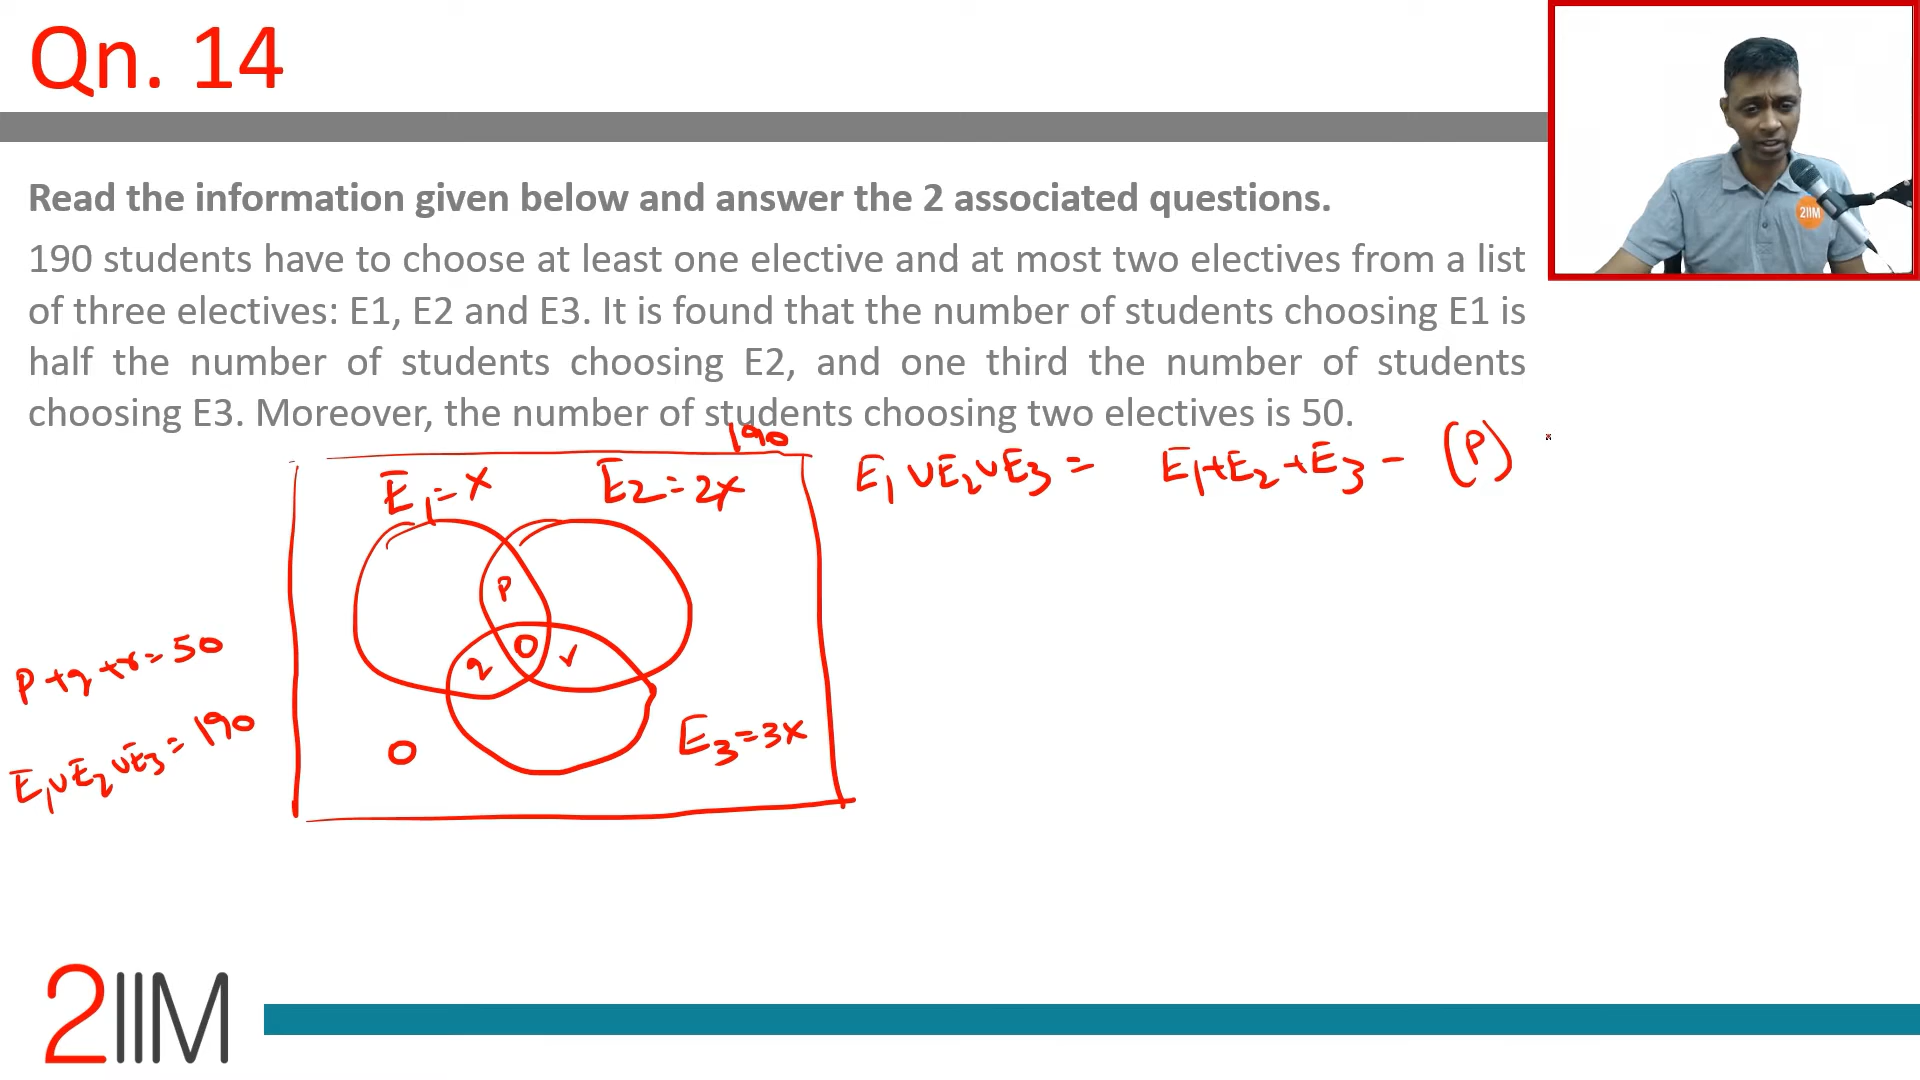 Qn. 14
2IIM
Read the information given below and answer the 2 associated questions.
190 students have to choose at least one elective and at most two electives from a list
of three electives: E1, E2 and E3. It is found that the number of students choosing E1 is
half the number of students choosing E2, and one third the number of students
choosing E3. Moreover, the number of students choosing two electives is 50.
190
E₁ = x
E2 = 2x
E₁ ∪ E₂ ∪ E₃ = E₁ + E₂ + E₃ - (P)
P
0
q
r
P + q + r = 50
E₁ ∪ E₂ ∪ E₃ = 190
0
E₃ = 3x
2IIM